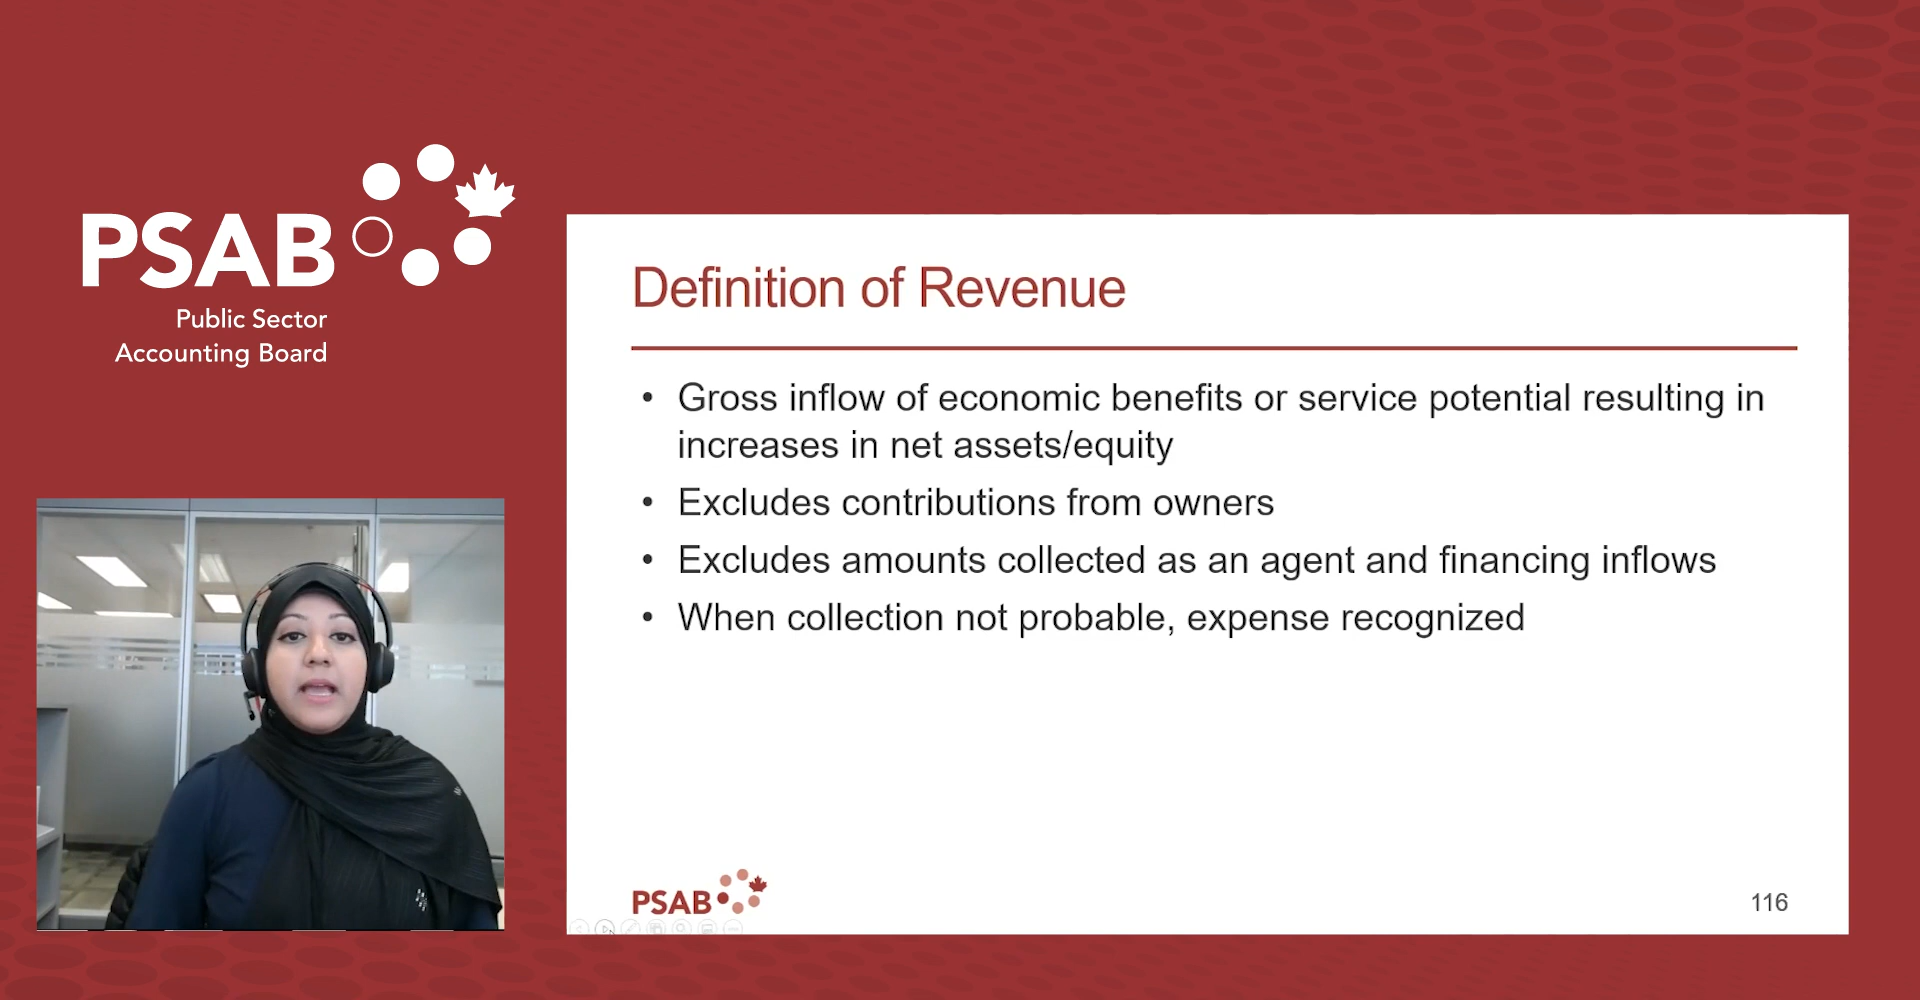 PSAB
Public Sector
Accounting Board
Definition of Revenue
• Gross inflow of economic benefits or service potential resulting in
increases in net assets/equity
• Excludes contributions from owners
• Excludes amounts collected as an agent and financing inflows
• When collection not probable, expense recognized
PSAB
116